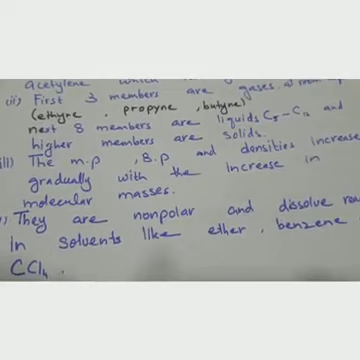 acetylene which
(ii) First 3 members are gases. at room
(ethyne, propyne, butyne)
next 8 members are liquids C5-C12 and
higher members are solids.
(iii) The m.p, B.P and densities increase
gradually with the increase in
molecular masses.
They are nonpolar and dissolve
In solvents like ether, benzene
CCl4.